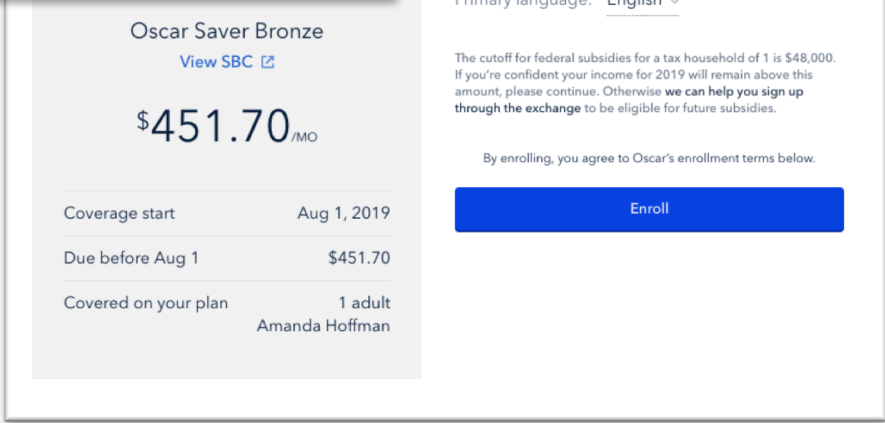 Primary language: English
Oscar Saver Bronze
View SBC
$451.70/MO
Coverage start Aug 1, 2019
Due before Aug 1 $451.70
Covered on your plan 1 adult
Amanda Hoffman
The cutoff for federal subsidies for a tax household of 1 is $48,000.
If you’re confident your income for 2019 will remain above this
amount, please continue. Otherwise we can help you sign up
through the exchange to be eligible for future subsidies.
By enrolling, you agree to Oscar’s enrollment terms below.
Enroll